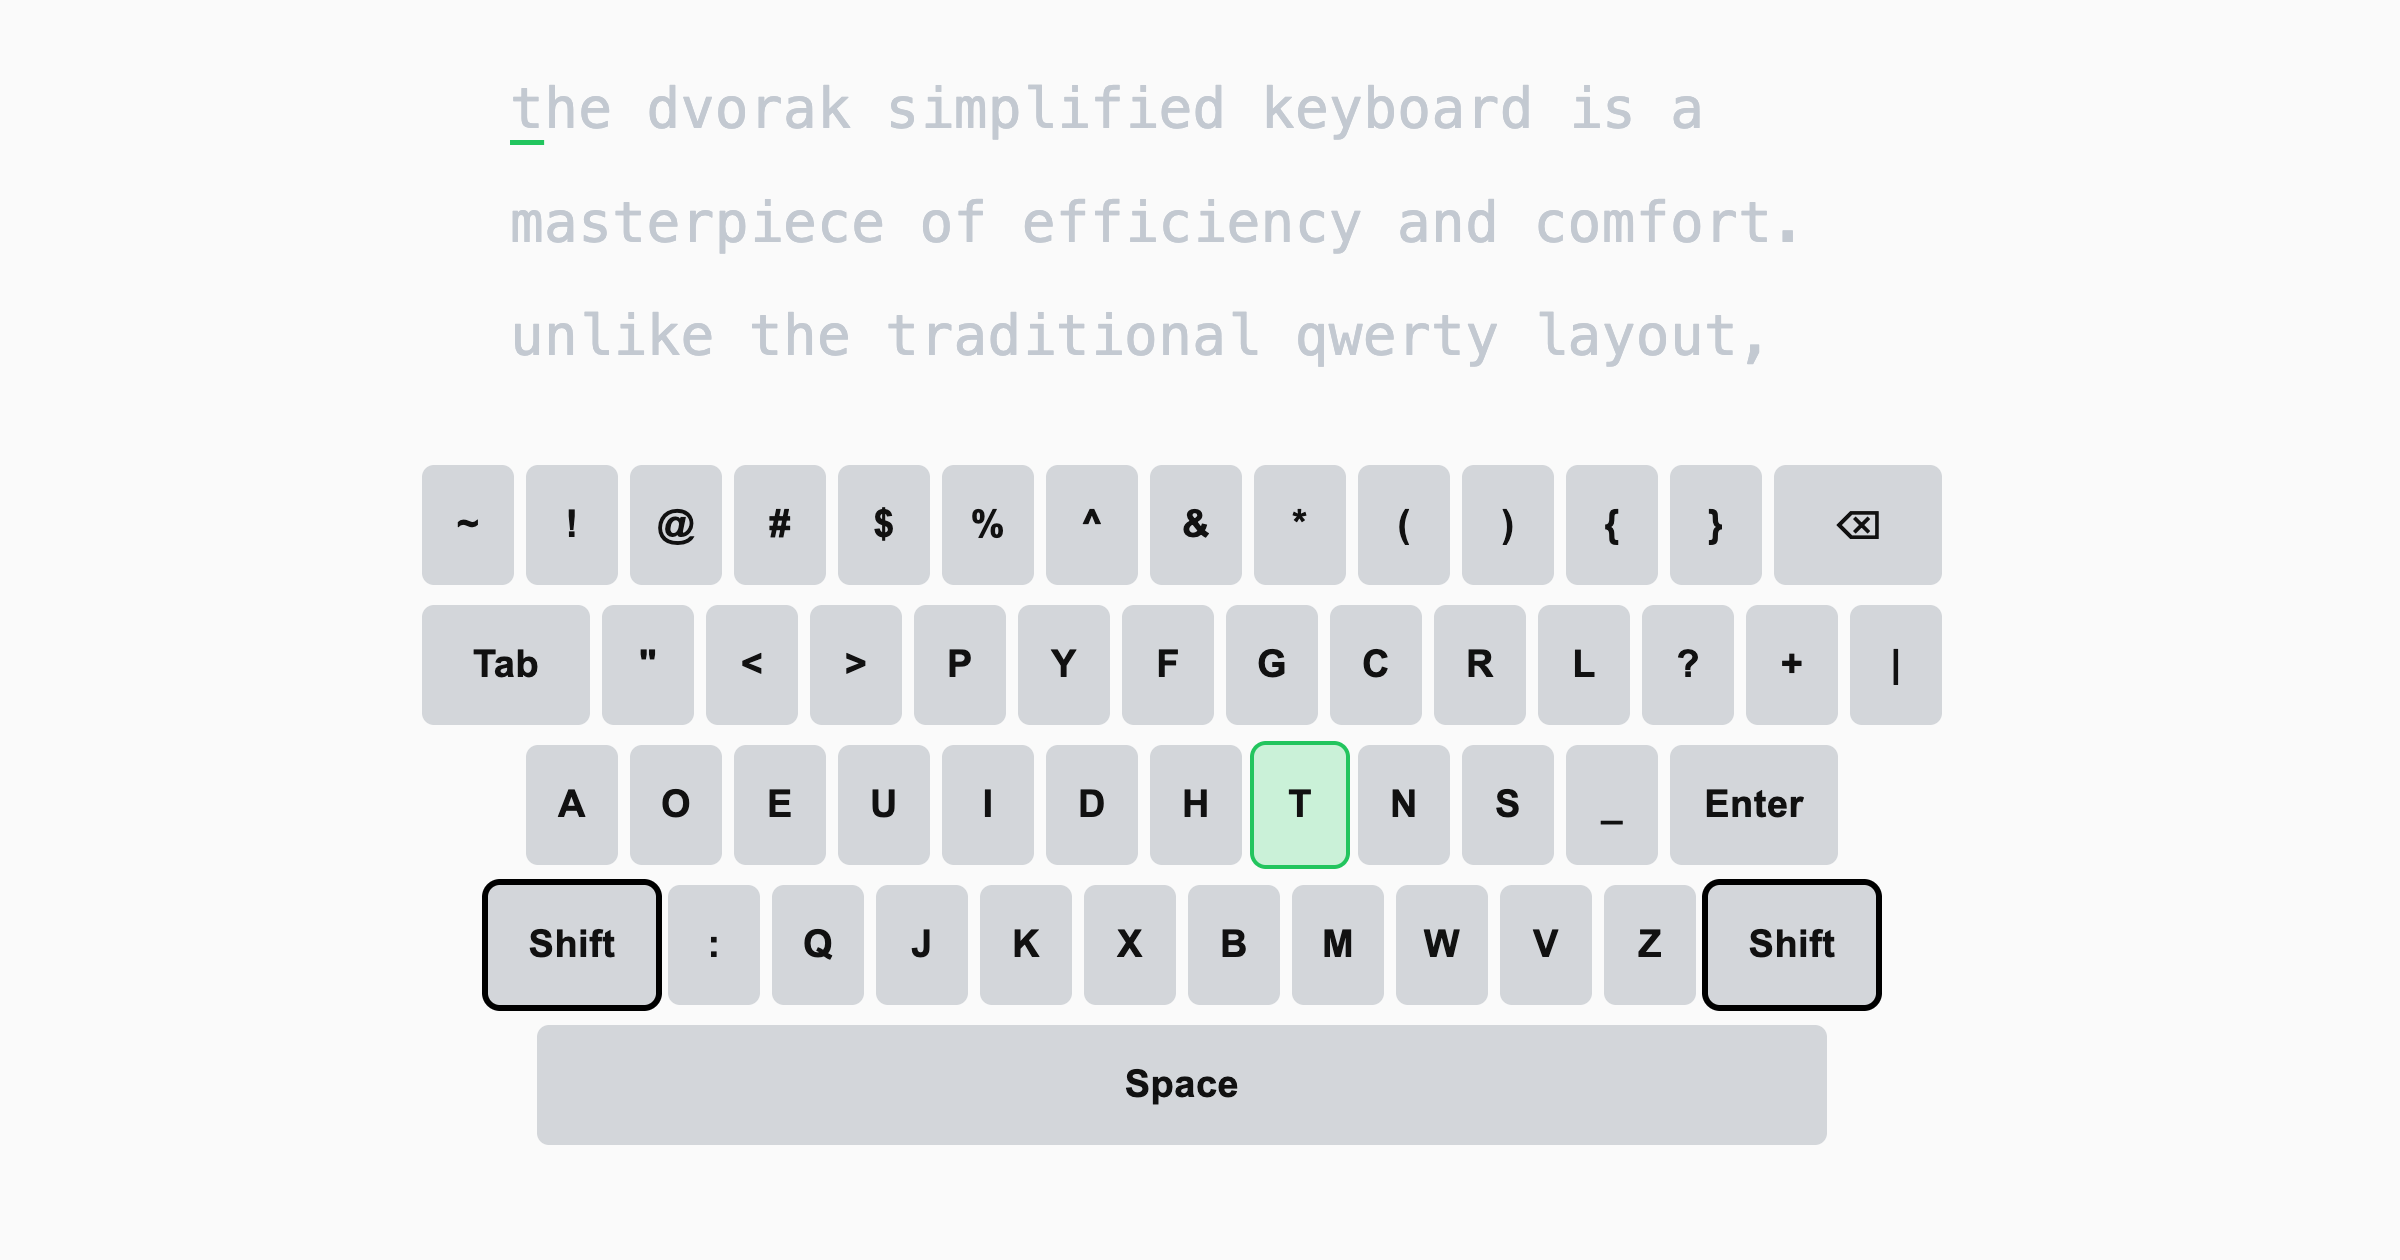 the dvorak simplified keyboard is a
masterpiece of efficiency and comfort.
unlike the traditional qwerty layout,
~ ! @ # $ % ^ & * ( ) { }
Tab " < > P Y F G C R L ? + |
A O E U I D H T N S _ Enter
Shift : Q J K X B M W V Z Shift
Space